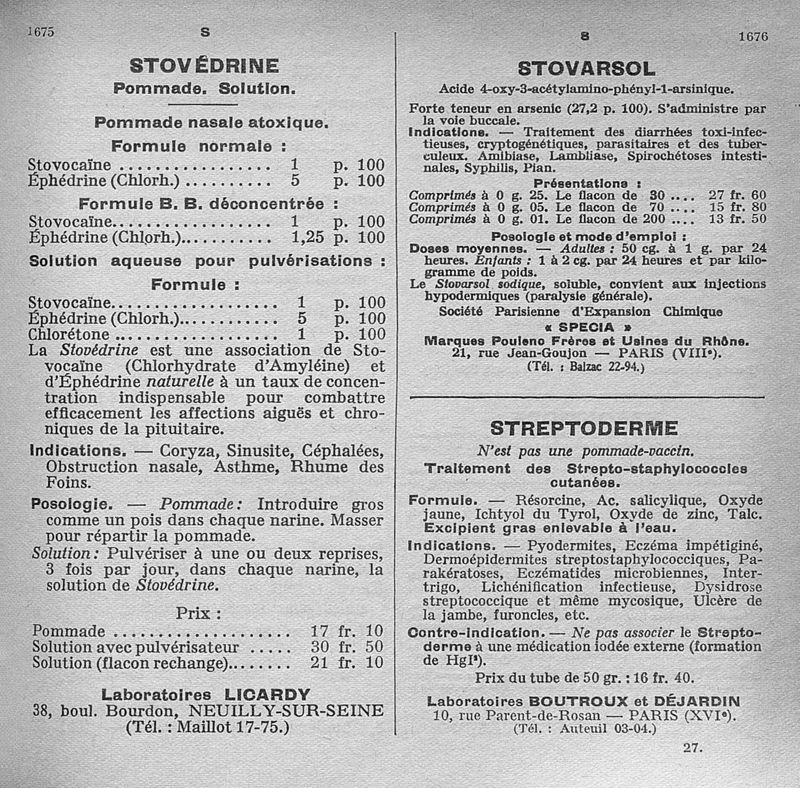 1675
S
STOVÉDRINE
Pommade. Solution.
Pommade nasale atoxique.
Formule normale :
Stovocaïne ................. 1 p. 100
Éphédrine (Chlorh.) .......... 5 p. 100
Formule B. B. déconcentrée :
Stovocaïne.................. 1 p. 100
Éphédrine (Chlorh.)........... 1,25 p. 100
Solution aqueuse pour pulvérisations :
Formule :
Stovocaïne.................. 1 p. 100
Éphédrine (Chlorh.)........... 5 p. 100
Chlorétone .................. 1 p. 100
La Stovédrine est une association de Sto-
vocaïne (Chlorhydrate d'Amyléine) et
d'Éphédrine naturelle à un taux de concen-
tration indispensable pour combattre
efficacement les affections aiguës et chro-
niques de la pituitaire.
Indications. — Coryza, Sinusite, Céphalées,
Obstruction nasale, Asthme, Rhume des
Foins.
Posologie. — Pommade : Introduire gros
comme un pois dans chaque narine. Masser
pour répartir la pommade.
Solution : Pulvériser à une ou deux reprises,
3 fois par jour, dans chaque narine, la
solution de Stovédrine.
Prix :
Pommade .................... 17 fr. 10
Solution avec pulvérisateur ..... 30 fr. 50
Solution (flacon rechange)....... 21 fr. 10
Laboratoires LICARDY
38, boul. Bourdon, NEUILLY-SUR-SEINE
(Tél. : Maillot 17-75.)
S
1676
STOVARSOL
Acide 4-oxy-3-acétylamino-phényl-1-arsinique.
Forte teneur en arsenic (27,2 p. 100). S'administre par
la voie buccale.
Indications. — Traitement des diarrhées toxi-infec-
tieuses, cryptogénétiques, parasitaires et des tuber-
culeux. Amibiase, Lambliase, Spirochétoses intesti-
nales, Syphilis, Pian.
Présentations :
Comprimés à 0 g. 25. Le flacon de 30 .... 27 fr. 60
Comprimés à 0 g. 05. Le flacon de 70 .... 15 fr. 80
Comprimés à 0 g. 01. Le flacon de 200 .... 13 fr. 50
Posologie et mode d'emploi :
Doses moyennes. — Adultes : 50 cg. à 1 g. par 24
heures. Enfants : 1 à 2 cg. par 24 heures et par kilo-
gramme de poids.
Le Stovarsol sodique, soluble, convient aux injections
hypodermiques (paralysie générale).
Société Parisienne d'Expansion Chimique
« SPECIA »
Marques Poulenc Frères et Usines du Rhône.
21, rue Jean-Goujon — PARIS (VIIIe).
(Tél. : Balzac 22-94.)
STREPTODERME
N'est pas une pommade-vaccin.
Traitement des Strepto-staphylococcies
cutanées.
Formule. — Résorcine, Ac. salicylique, Oxyde
jaune, Ichtyol du Tyrol, Oxyde de zinc, Talc.
Excipient gras enlevable à l'eau.
Indications. — Pyodermites, Eczéma impétiginé,
Dermoépidermites streptostaphylococciques, Pa-
rakératoses, Eczématides microbiennes, Inter-
trigo, Lichénification infectieuse, Dysidrose
streptococcique et même mycosique, Ulcère de
la jambe, furoncles, etc.
Contre-indication. — Ne pas associer le Strepto-
derme à une médication iodée externe (formation
de HgI²).
Prix du tube de 50 gr. : 16 fr. 40.
Laboratoires BOUTROUX et DÉJARDIN
10, rue Parent-de-Rosan — PARIS (XVIe).
(Tél. : Auteuil 03-04.)
27.